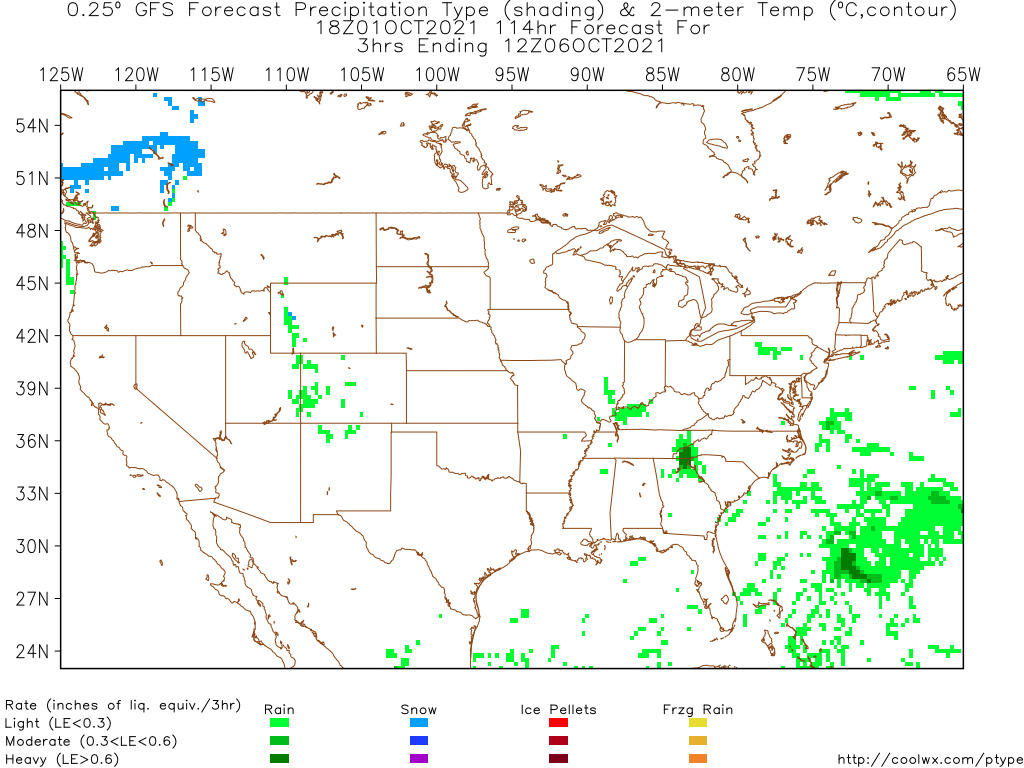 0.25° GFS Forecast Precipitation Type (shading) & 2-meter Temp (°C,contour)
18Z01OCT2021 114hr Forecast For
3hrs Ending 12Z06OCT2021
125W 120W 115W 110W 105W 100W 95W 90W 85W 80W 75W 70W 65W
54N
51N
48N
45N
42N
39N
36N
33N
30N
27N
24N
Rate (inches of liq. equiv./3hr) Rain Snow Ice Pellets Frzg Rain
Light (LE<0.3)
Moderate (0.3<LE<0.6)
Heavy (LE>0.6)
http://coolwx.com/ptype